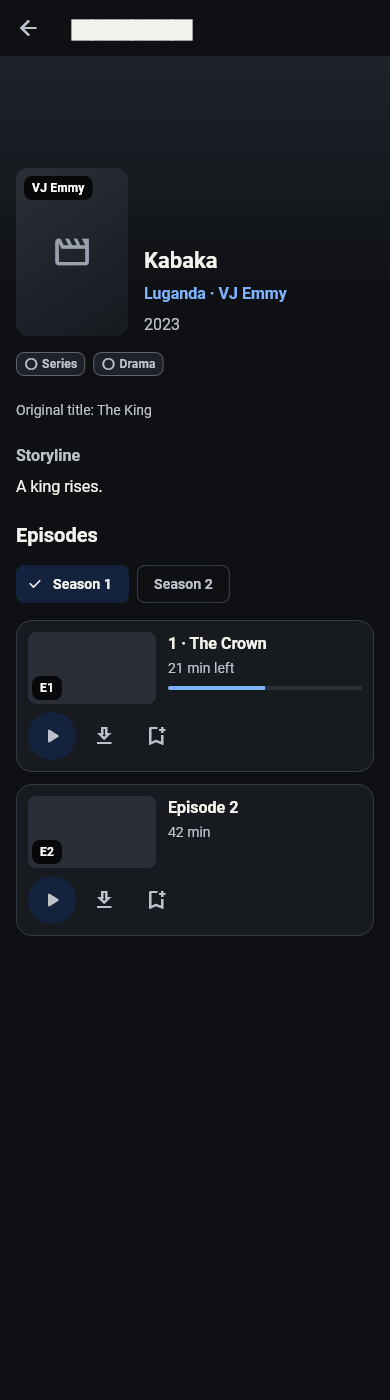 VJ Emmy
Kabaka
Luganda · VJ Emmy
2023
Series
Drama
Original title: The King
Storyline
A king rises.
Episodes
Season 1
Season 2
1 · The Crown
21 min left
E1
Episode 2
42 min
E2